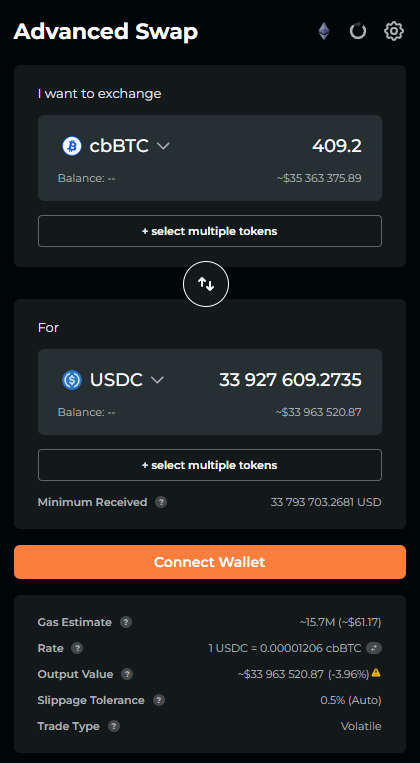 Advanced Swap
I want to exchange
cbBTC 409.2
Balance: -- ~$35 363 375.89
+ select multiple tokens
For
USDC 33 927 609.2735
Balance: -- ~$33 963 520.87
+ select multiple tokens
Minimum Received ? 33 793 703.2681 USD
Connect Wallet
Gas Estimate ? ~15.7M (~$61.17)
Rate ? 1 USDC = 0.00001206 cbBTC
Output Value ? ~$33 963 520.87 (-3.96%)
Slippage Tolerance ? 0.5% (Auto)
Trade Type ? Volatile